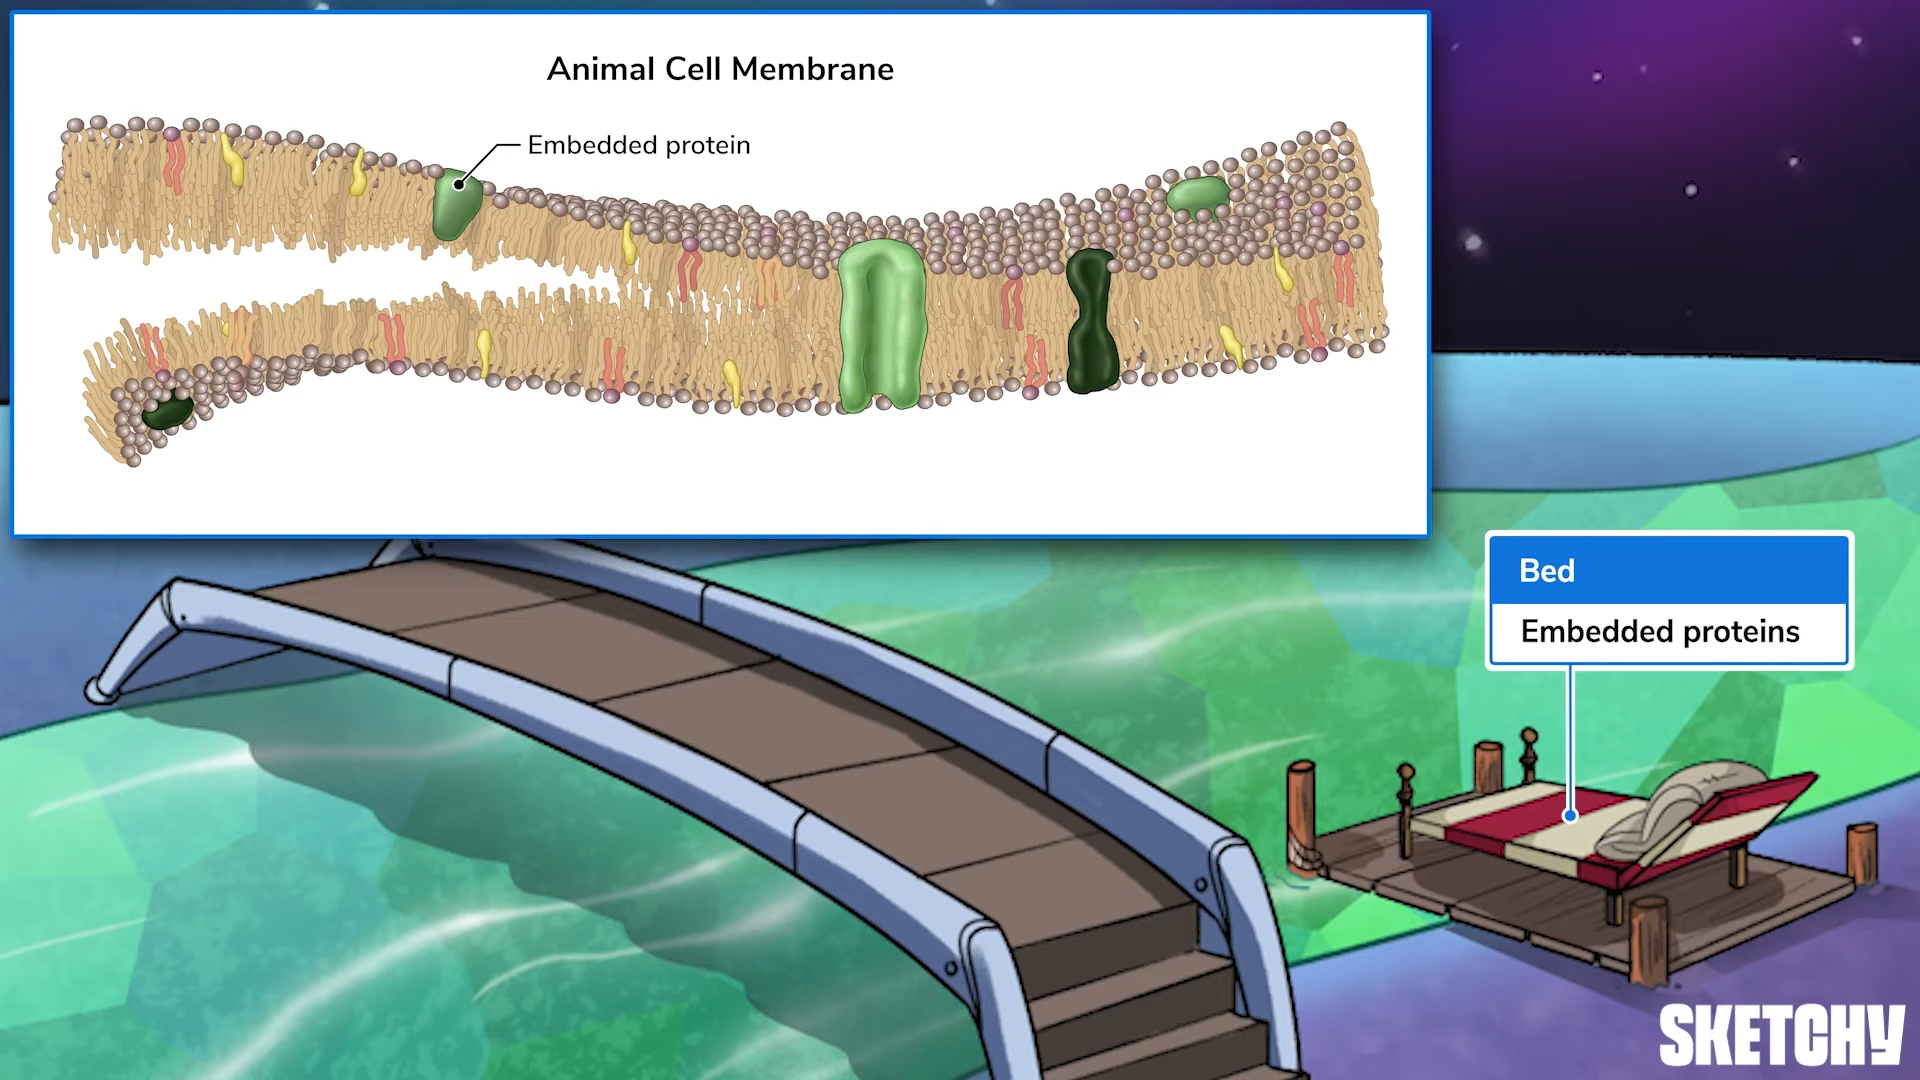 Animal Cell Membrane
Embedded protein
Bed
Embedded proteins
SKETCHY